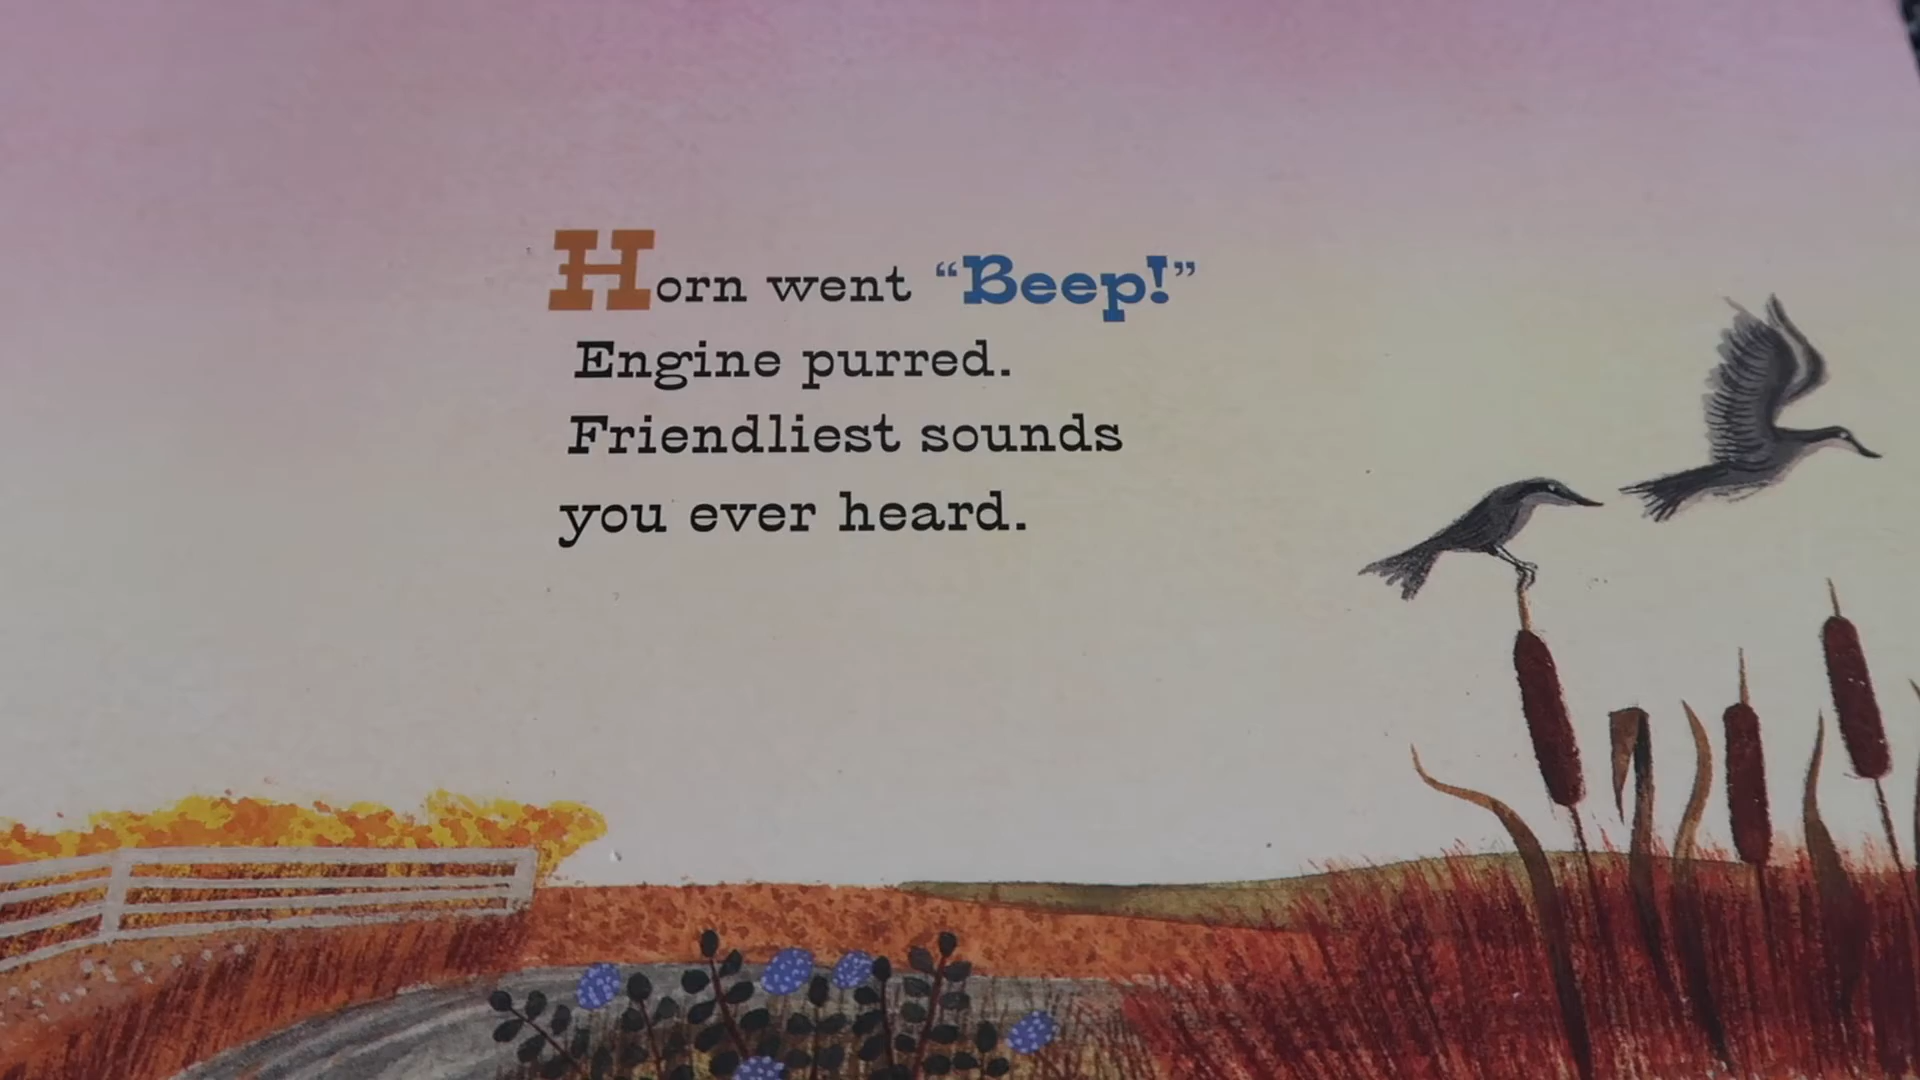 Horn went “Beep!”
Engine purred.
Friendliest sounds
you ever heard.